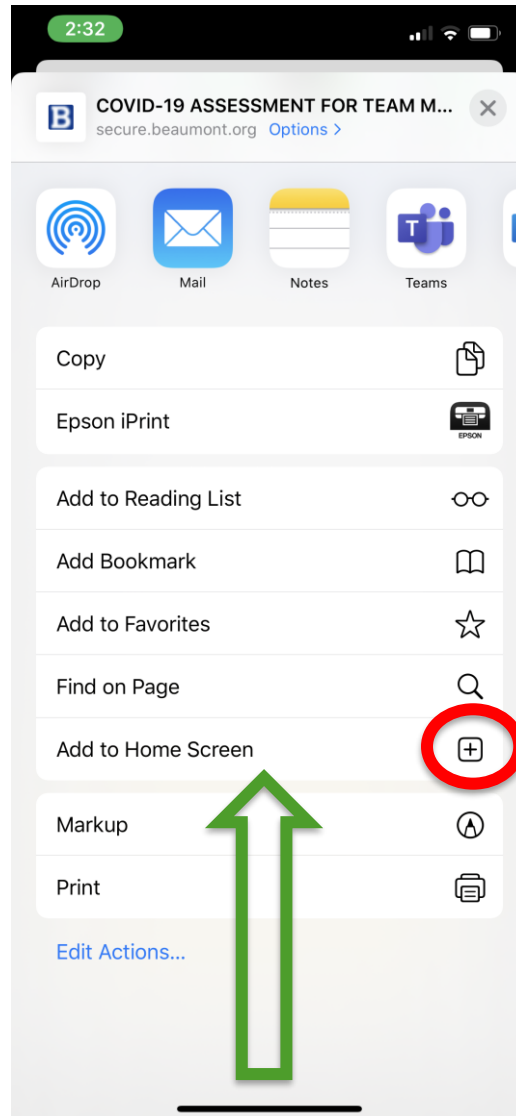 2:32
B
COVID-19 ASSESSMENT FOR TEAM M...
secure.beaumont.org Options >
AirDrop Mail Notes T Teams
Copy
Epson iPrint EPSON
Add to Reading List
Add Bookmark
Add to Favorites
Find on Page
Add to Home Screen
Markup
Print
Edit Actions...